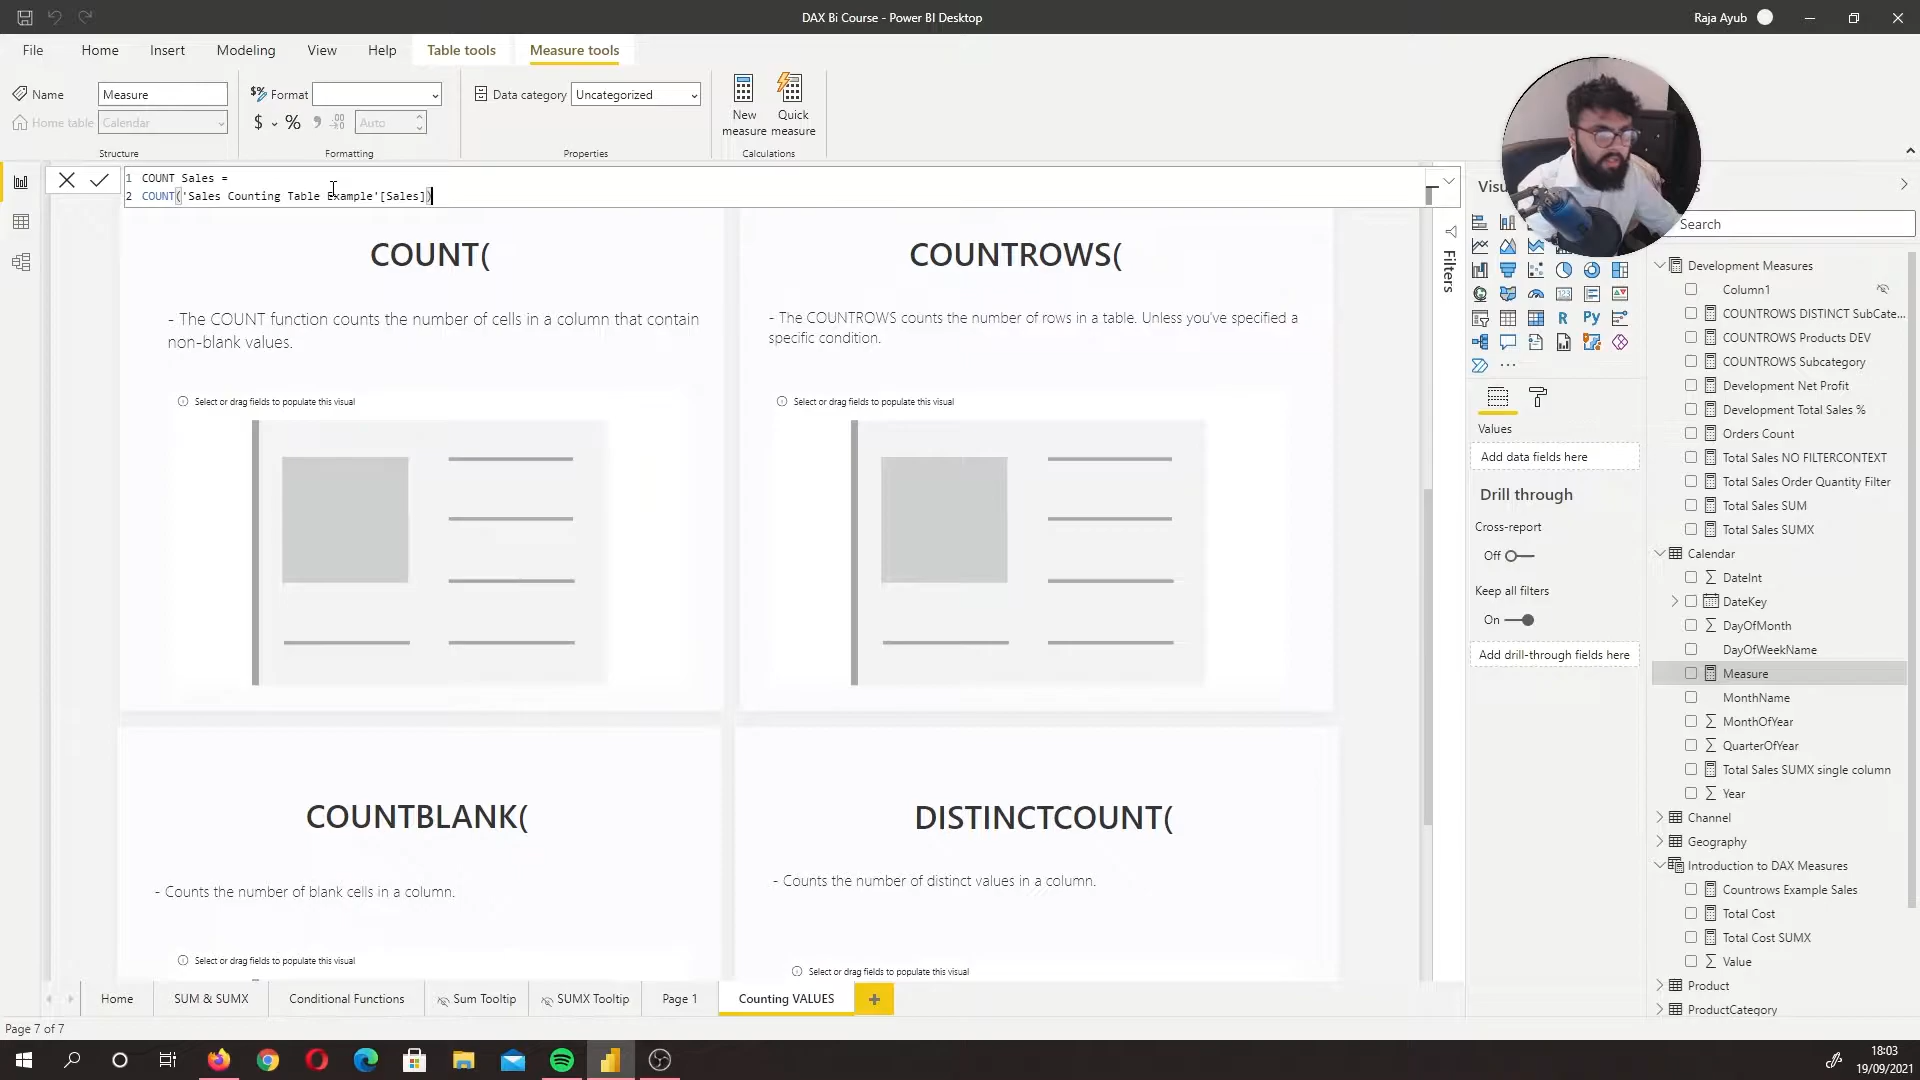 DAX Bi Course - Power BI Desktop
Raja Ayub
File
Home
Insert
Modeling
View
Help
Table tools
Measure tools
Name
Measure
Format
Data category
Uncategorized
New measure
Quick measure
Home table
Calendar
$
%
Auto
Structure
Formatting
Properties
Calculations
1 COUNT Sales =
2 COUNT('Sales Counting Table Example'[Sales])
COUNT(
- The COUNT function counts the number of cells in a column that contain
non-blank values.
Select or drag fields to populate this visual
COUNTROWS(
- The COUNTROWS counts the number of rows in a table. Unless you've specified a
specific condition.
Select or drag fields to populate this visual
COUNTBLANK(
- Counts the number of blank cells in a column.
Select or drag fields to populate this visual
DISTINCTCOUNT(
- Counts the number of distinct values in a column.
Select or drag fields to populate this visual
Filters
R
Py
Values
Add data fields here
Drill through
Cross-report
Off
Keep all filters
On
Add drill-through fields here
Search
Development Measures
Column1
COUNTROWS DISTINCT SubCate...
COUNTROWS Products DEV
COUNTROWS Subcategory
Development Net Profit
Development Total Sales %
Orders Count
Total Sales NO FILTERCONTEXT
Total Sales Order Quantity Filter
Total Sales SUM
Total Sales SUMX
Calendar
DateInt
DateKey
DayOfMonth
DayOfWeekName
Measure
MonthName
MonthOfYear
QuarterOfYear
Total Sales SUMX single column
Year
Channel
Geography
Introduction to DAX Measures
Countrows Example Sales
Total Cost
Total Cost SUMX
Value
Product
ProductCategory
Home
SUM & SUMX
Conditional Functions
Sum Tooltip
SUMX Tooltip
Page 1
Counting VALUES
Page 7 of 7
18:03
19/09/2021